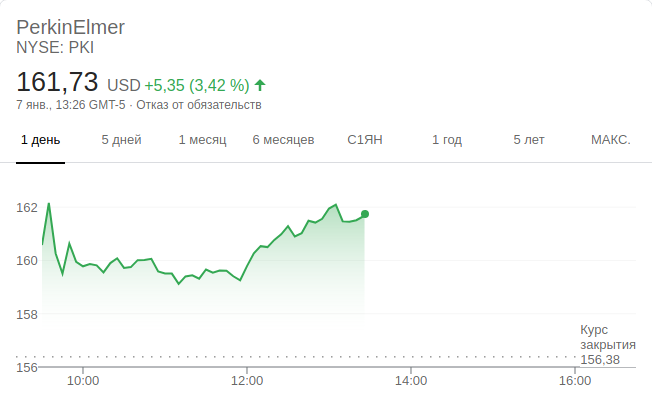 PerkinElmer
NYSE: PKI
161,73 USD +5,35 (3,42 %)
7 янв., 13:26 GMT-5 · Отказ от обязательств
1 день 5 дней 1 месяц 6 месяцев С1ЯН 1 год 5 лет МАКС.
162
160
158
Курс
закрытия
156,38
156
10:00 12:00 14:00 16:00